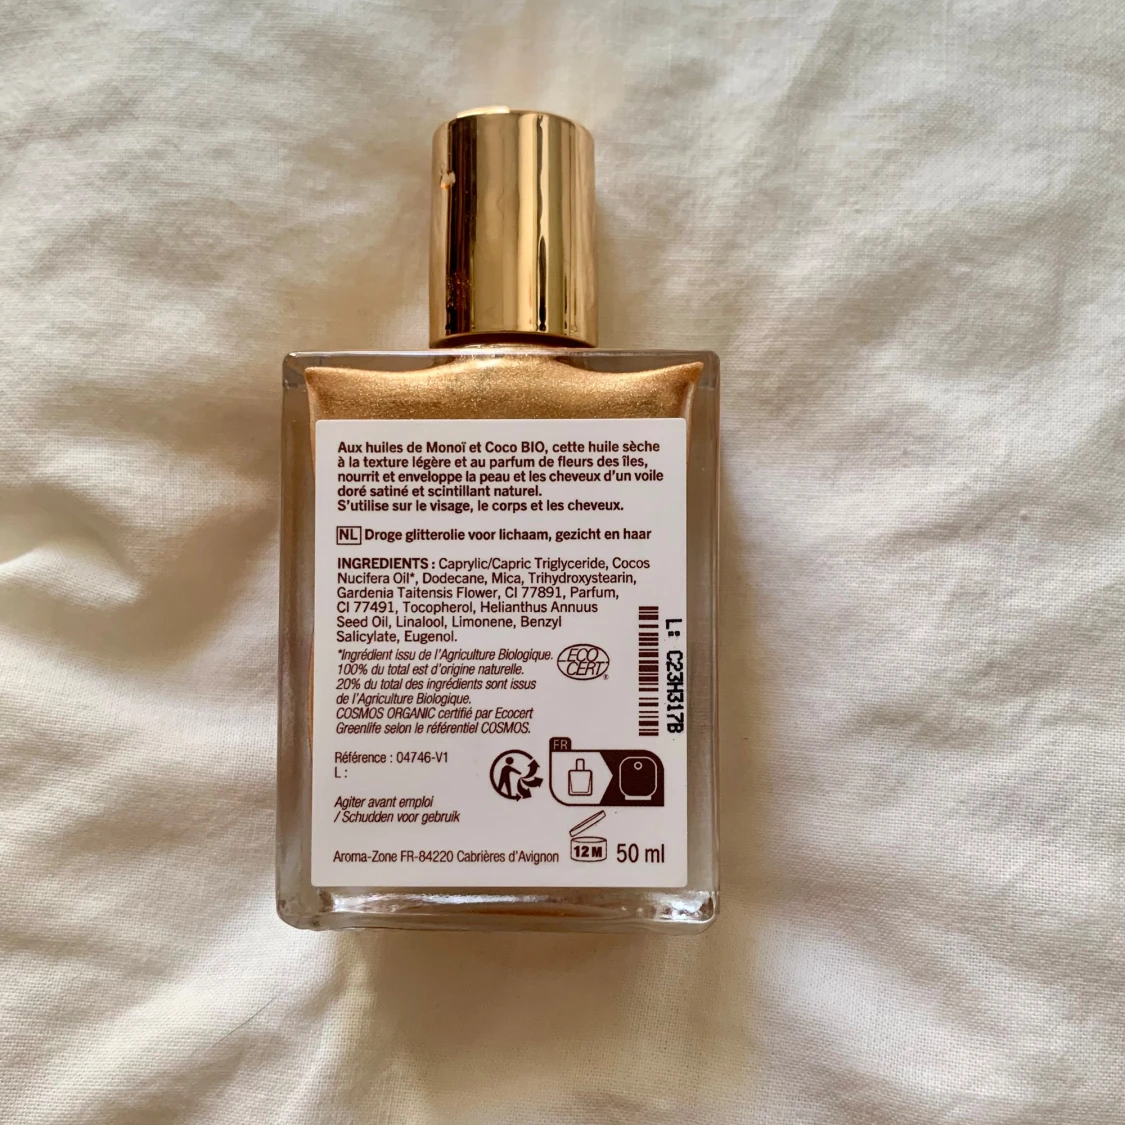 Aux huiles de Monoï et Coco BIO, cette huile sèche
à la texture légère et au parfum de fleurs des îles,
nourrit et enveloppe la peau et les cheveux d'un voile
doré satiné et scintillant naturel.
S'utilise sur le visage, le corps et les cheveux.
NL Droge glitterolie voor lichaam, gezicht en haar
INGREDIENTS : Caprylic/Capric Triglyceride, Cocos
Nucifera Oil*, Dodecane, Mica, Trihydroxystearin,
Gardenia Taitensis Flower, CI 77891, Parfum,
CI 77491, Tocopherol, Helianthus Annuus
Seed Oil, Linalool, Limonene, Benzyl
Salicylate, Eugenol.
*Ingrédient issu de l'Agriculture Biologique.
100% du total est d'origine naturelle.
20% du total des ingrédients sont issus
de l'Agriculture Biologique.
COSMOS ORGANIC certifié par Ecocert
Greenlife selon le référentiel COSMOS.
ECO
CERT®
L: C23H317B
Référence : 04746-V1
L :
FR
Agiter avant emploi
/ Schudden voor gebruik
Aroma-Zone FR-84220 Cabrières d'Avignon
12 M
50 ml